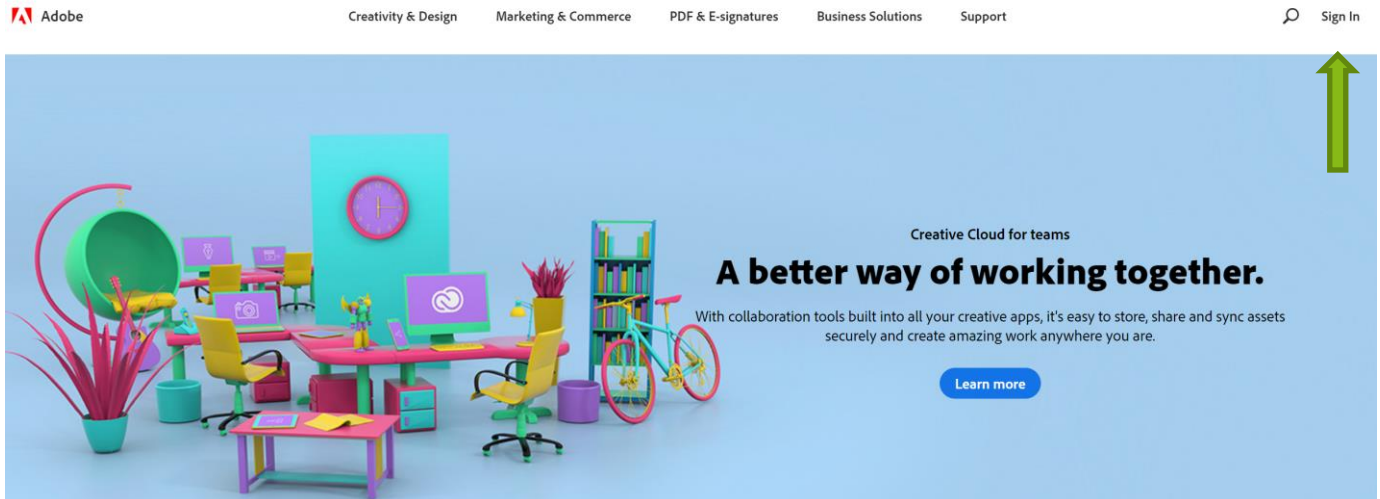 Adobe
Creativity & Design
Marketing & Commerce
PDF & E-signatures
Business Solutions
Support
Sign In
Creative Cloud for teams
A better way of working together.
With collaboration tools built into all your creative apps, it's easy to store, share and sync assets
securely and create amazing work anywhere you are.
Learn more